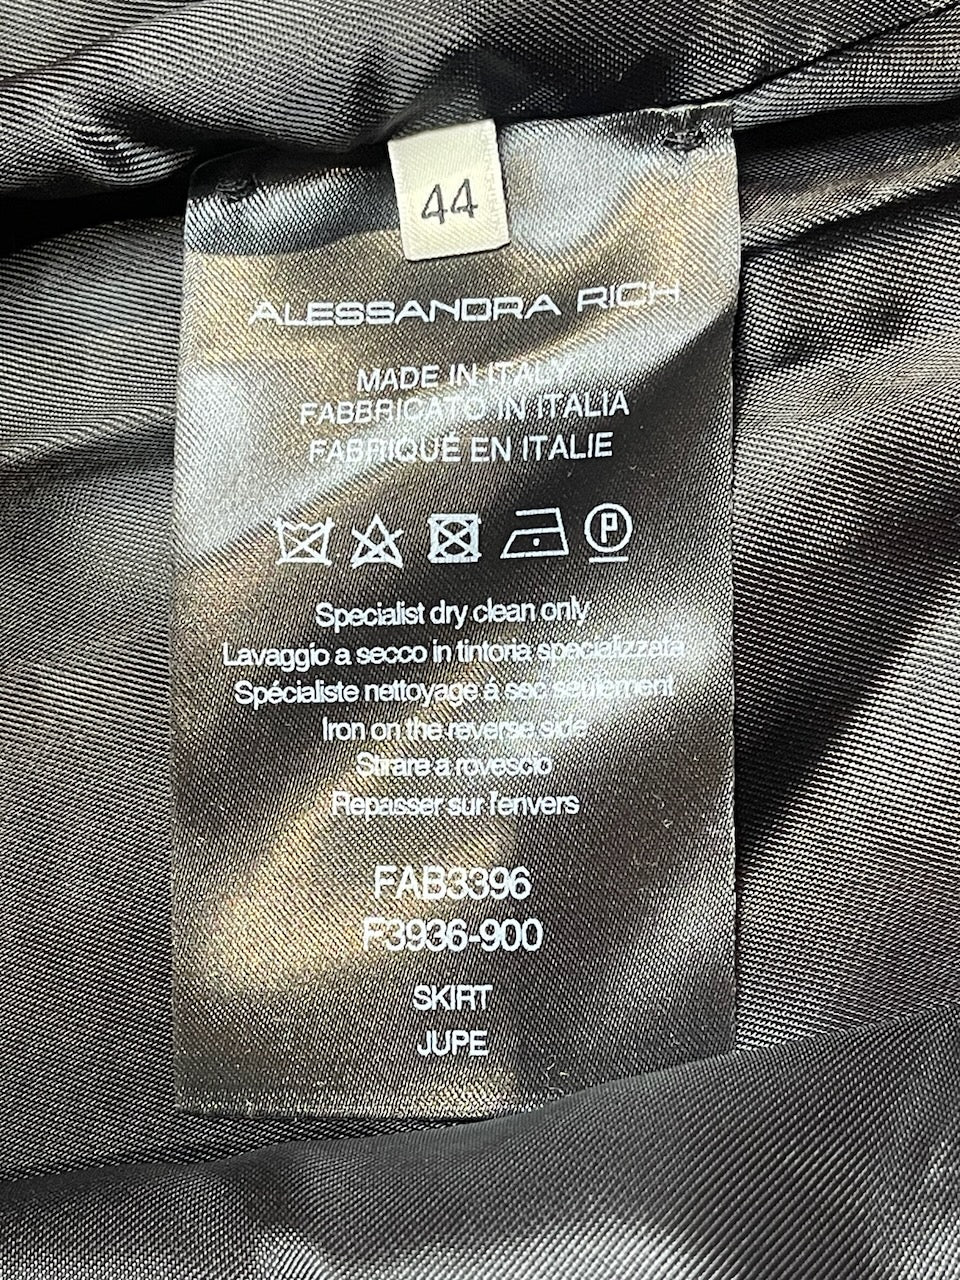 44
ALESSANDRA RICH
MADE IN ITALY
FABBRICATO IN ITALIA
FABRIQUÉ EN ITALIE
P
Specialist dry clean only
Lavaggio a secco in tintoria specializzata
Spécialiste nettoyage à sec seulement
Iron on the reverse side
Stirare a rovescio
Repasser sur l'envers
FAB3396
F3936-900
SKIRT
JUPE